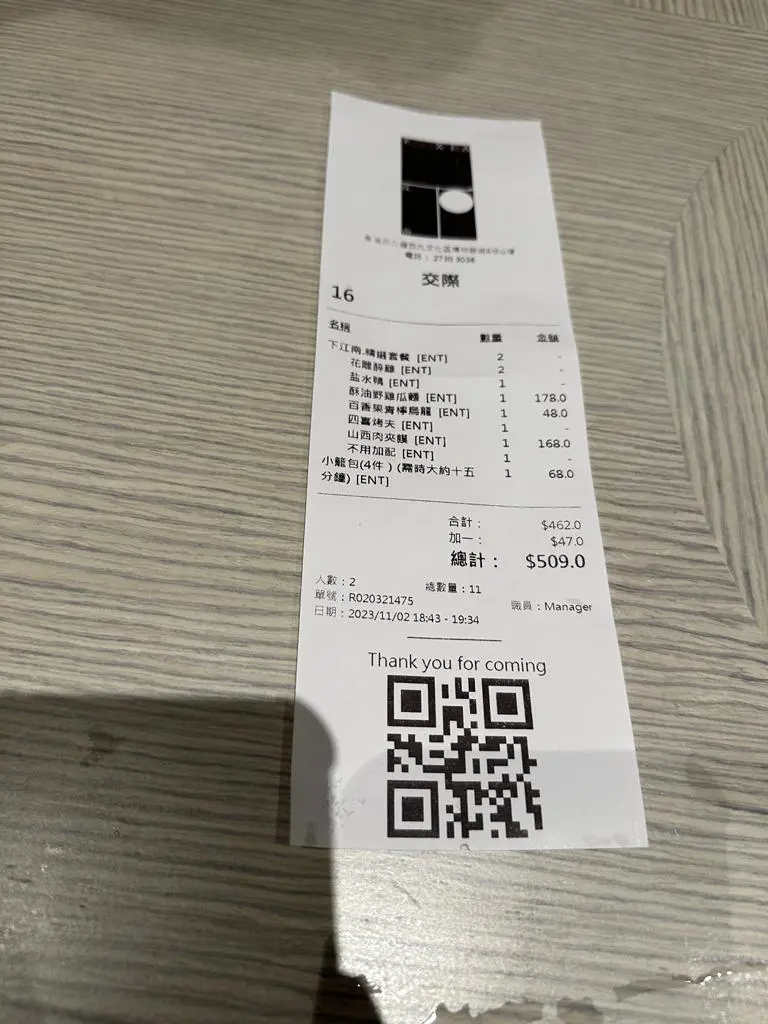 電話： 2730 3038
交際
16
名稱 數量 金額
下江南.精選套餐 [ENT] 2 -
花雕醉雞 [ENT] 2 -
盐水鴨 [ENT] 1 -
酥油野雞瓜麵 [ENT] 1 178.0
百香果青檸烏龍 [ENT] 1 48.0
四喜烤夫 [ENT] 1 -
山西肉夾饃 [ENT] 1 168.0
不用加配 [ENT] 1 -
小籠包(4件 ) (需時大約十五 1 68.0
分鐘) [ENT]
合計： $462.0
加一： $47.0
總計： $509.0
人數：2 總數量：11
單號：R020321475 職員：Manager
日期：2023/11/02 18:43 - 19:34
Thank you for coming